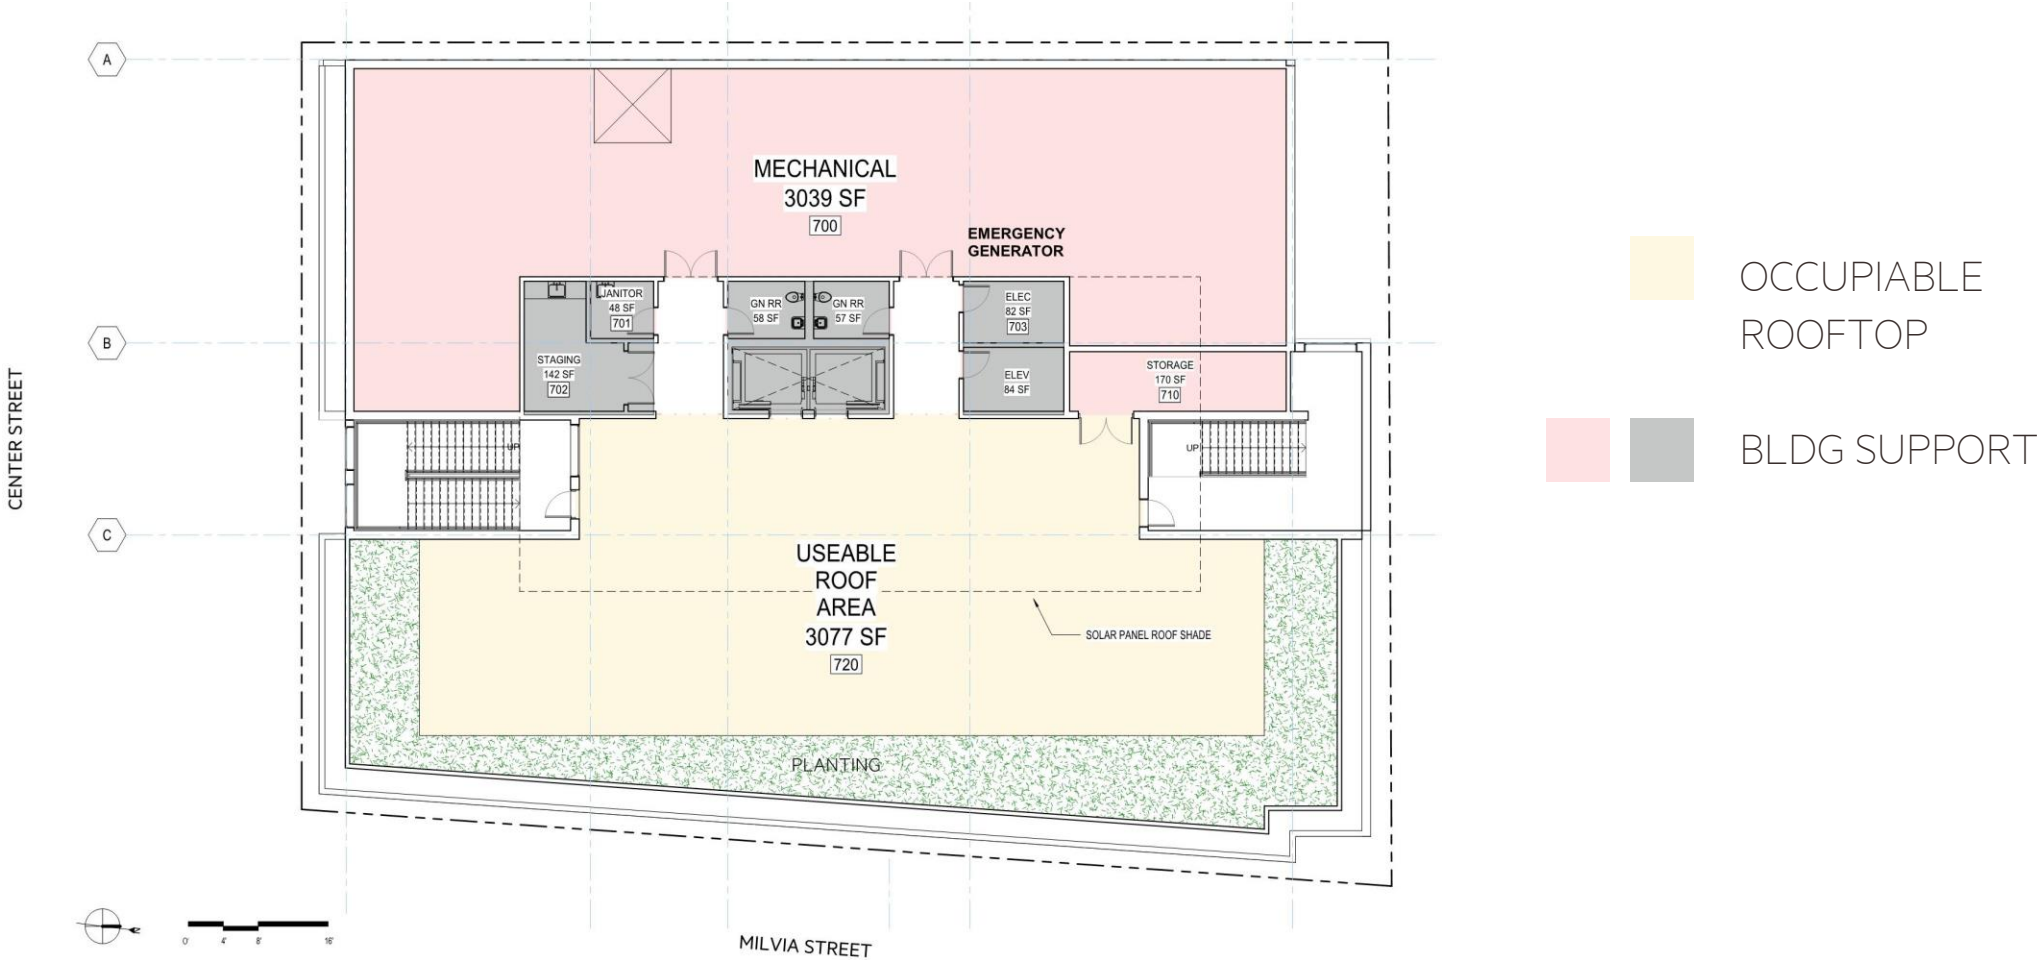 A
MECHANICAL
3039 SF
700
EMERGENCY
GENERATOR
JANITOR
48 SF
701
GN RR
58 SF
GN RR
57 SF
ELEC
82 SF
703
B
STAGING
142 SF
702
ELEV
84 SF
STORAGE
170 SF
710
UP
UP
C
USEABLE
ROOF
AREA
3077 SF
720
SOLAR PANEL ROOF SHADE
PLANTING
CENTER STREET
MILVIA STREET
0' 4' 8' 16'
OCCUPIABLE
ROOFTOP
BLDG SUPPORT